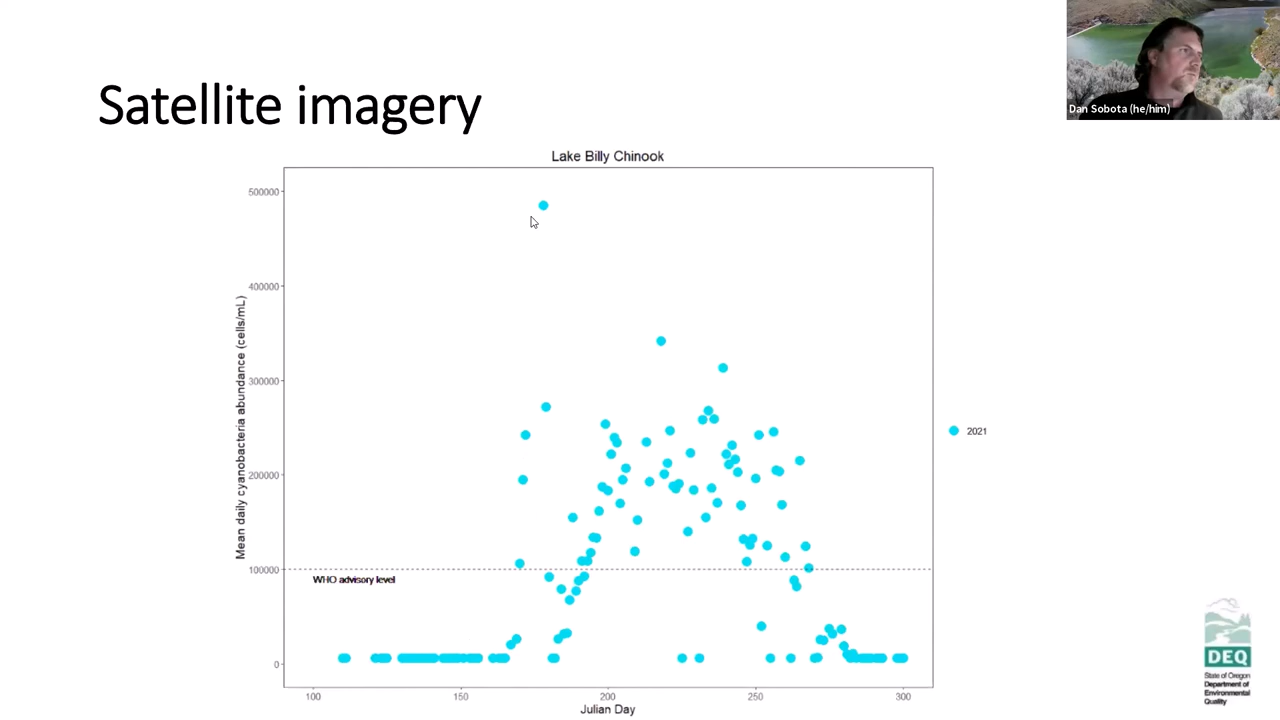 Dan Sobota (he/him)
Satellite imagery
Lake Billy Chinook
500000
400000
300000
200000
100000
0
Mean daily cyanobacteria abundance (cells/mL)
WHO advisory level
100
150
200
250
300
Julian Day
2021
DEQ
State of Oregon
Department of
Environmental
Quality